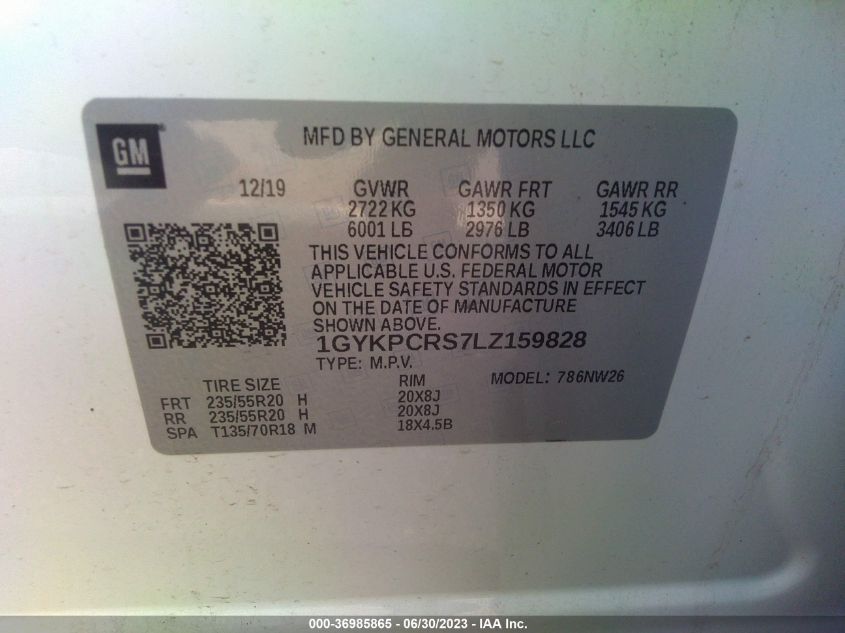 GM
MFD BY GENERAL MOTORS LLC
12/19 GVWR GAWR FRT GAWR RR
2722 KG 1350 KG 1545 KG
6001 LB 2976 LB 3406 LB
THIS VEHICLE CONFORMS TO ALL
APPLICABLE U.S. FEDERAL MOTOR
VEHICLE SAFETY STANDARDS IN EFFECT
ON THE DATE OF MANUFACTURE
SHOWN ABOVE.
1GYKPCRS7LZ159828
TYPE: M.P.V.
TIRE SIZE RIM MODEL: 786NW26
FRT 235/55R20 H 20X8J
RR 235/55R20 H 20X8J
SPA T135/70R18 M 18X4.5B
000-36985865 - 06/30/2023 - IAA Inc.